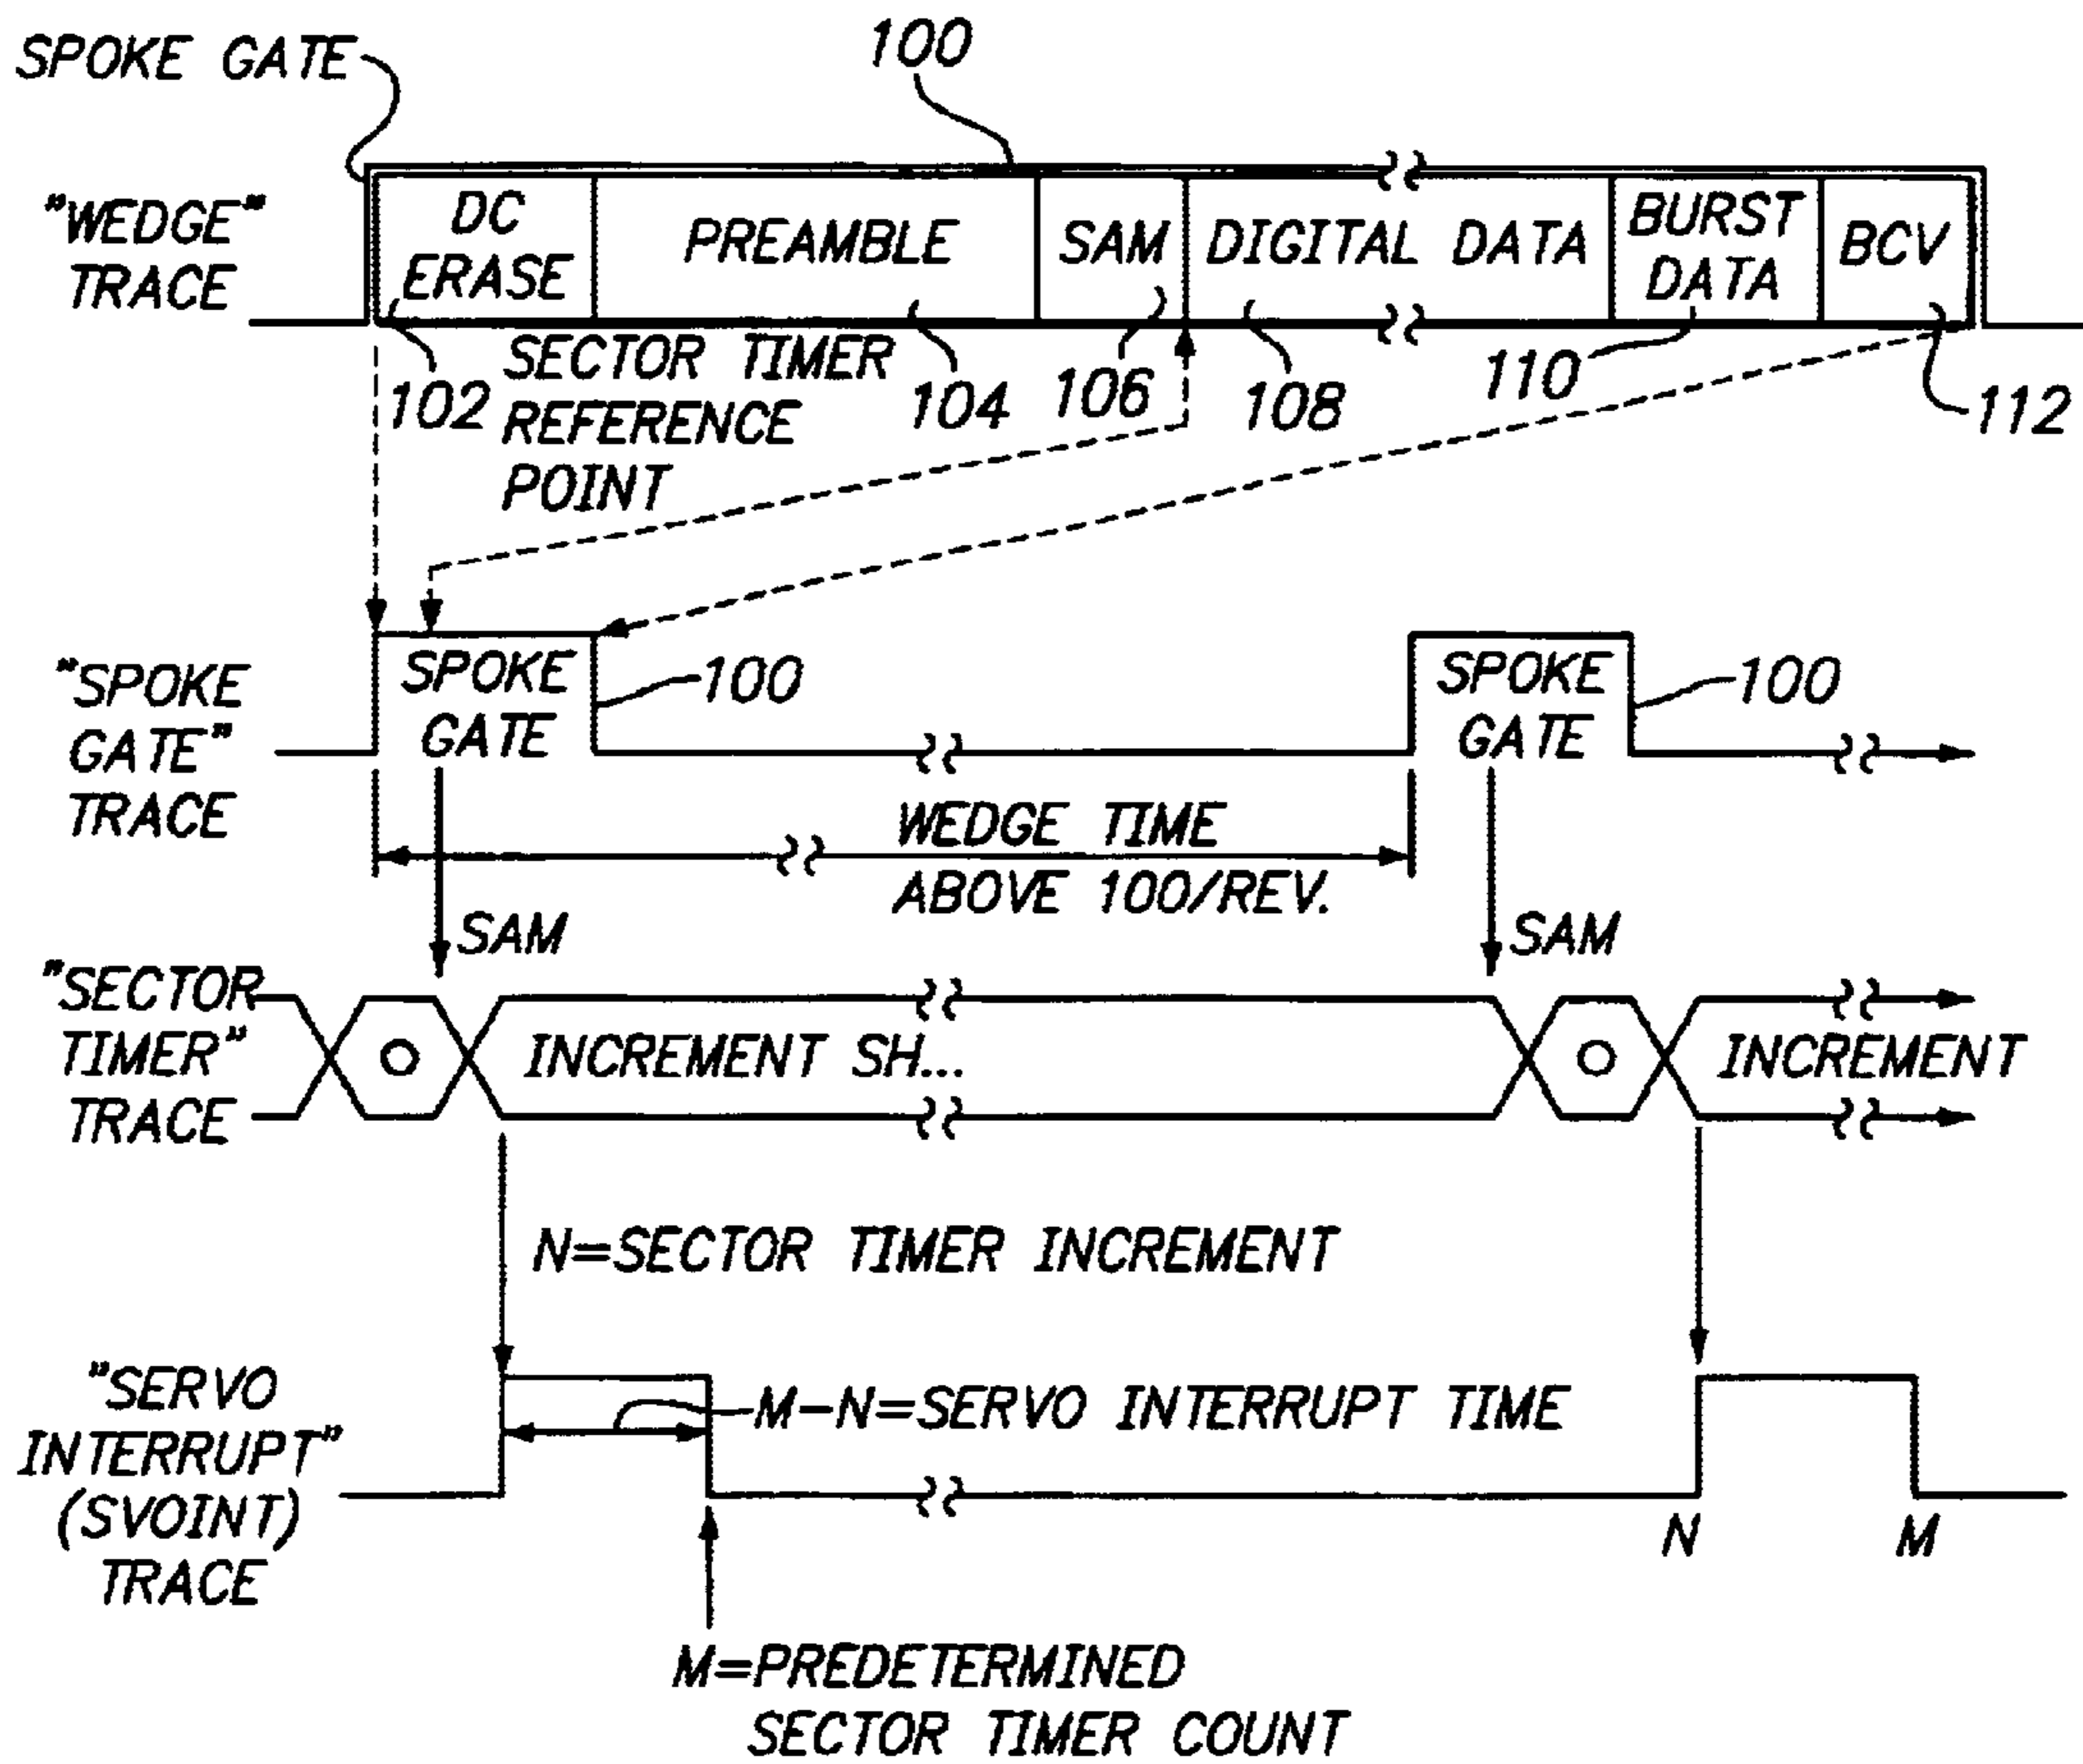 SPOKE GATE
100
"WEDGE"
TRACE
DC
ERASE
PREAMBLE
SAM
DIGITAL DATA
BURST
DATA
BCV
102
SECTOR TIMER
REFERENCE
POINT
104
106
108
110
112
"SPOKE
GATE"
TRACE
SPOKE
GATE
100
SPOKE
GATE
100
WEDGE TIME
ABOVE 100/REV.
SAM
SAM
"SECTOR
TIMER"
TRACE
O
INCREMENT SH...
O
INCREMENT
N=SECTOR TIMER INCREMENT
"SERVO
INTERRUPT"
(SVOINT)
TRACE
M-N=SERVO INTERRUPT TIME
N
M
M=PREDETERMINED
SECTOR TIMER COUNT